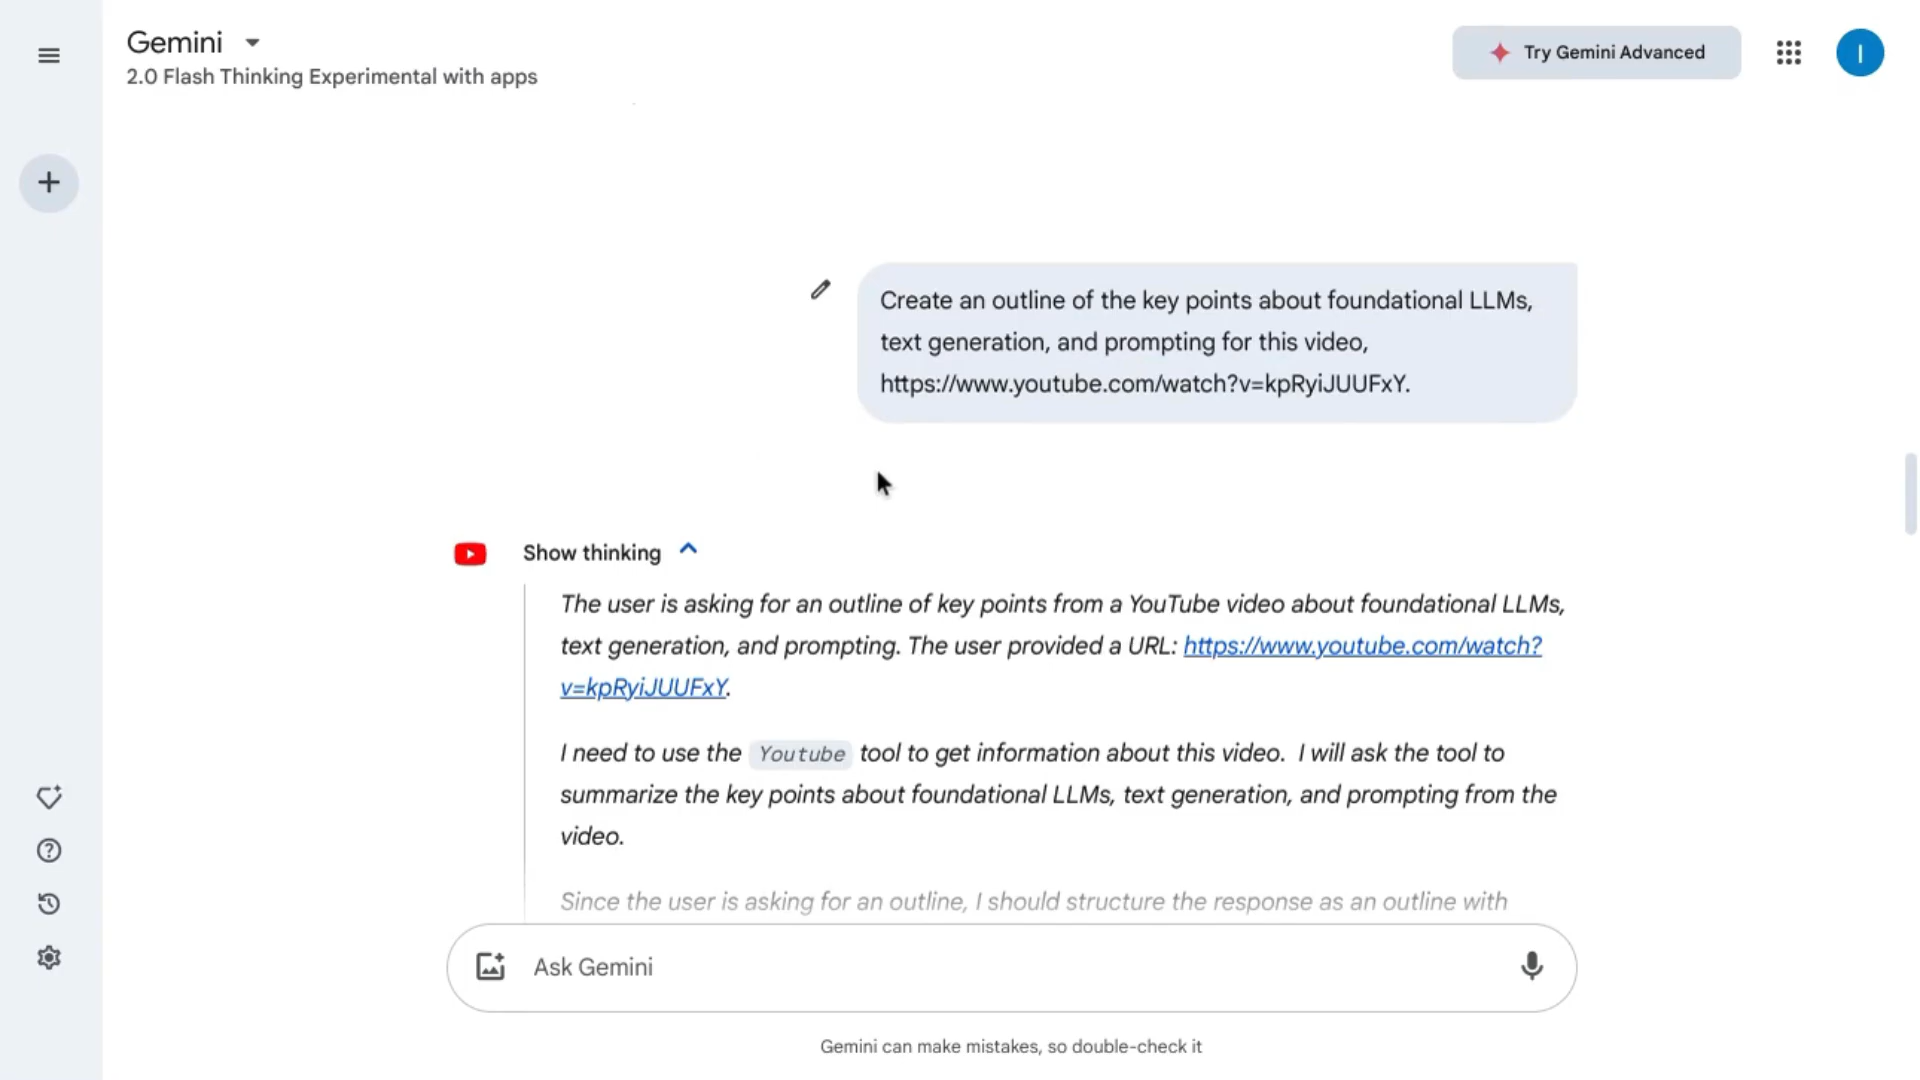 Gemini
2.0 Flash Thinking Experimental with apps
Try Gemini Advanced
I
Create an outline of the key points about foundational LLMs,
text generation, and prompting for this video,
https://www.youtube.com/watch?v=kpRyiJUUFxY.
Show thinking
The user is asking for an outline of key points from a YouTube video about foundational LLMs,
text generation, and prompting. The user provided a URL: https://www.youtube.com/watch?
v=kpRyiJUUFxY.
I need to use the Youtube tool to get information about this video. I will ask the tool to
summarize the key points about foundational LLMs, text generation, and prompting from the
video.
Since the user is asking for an outline, I should structure the response as an outline with
Ask Gemini
Gemini can make mistakes, so double-check it